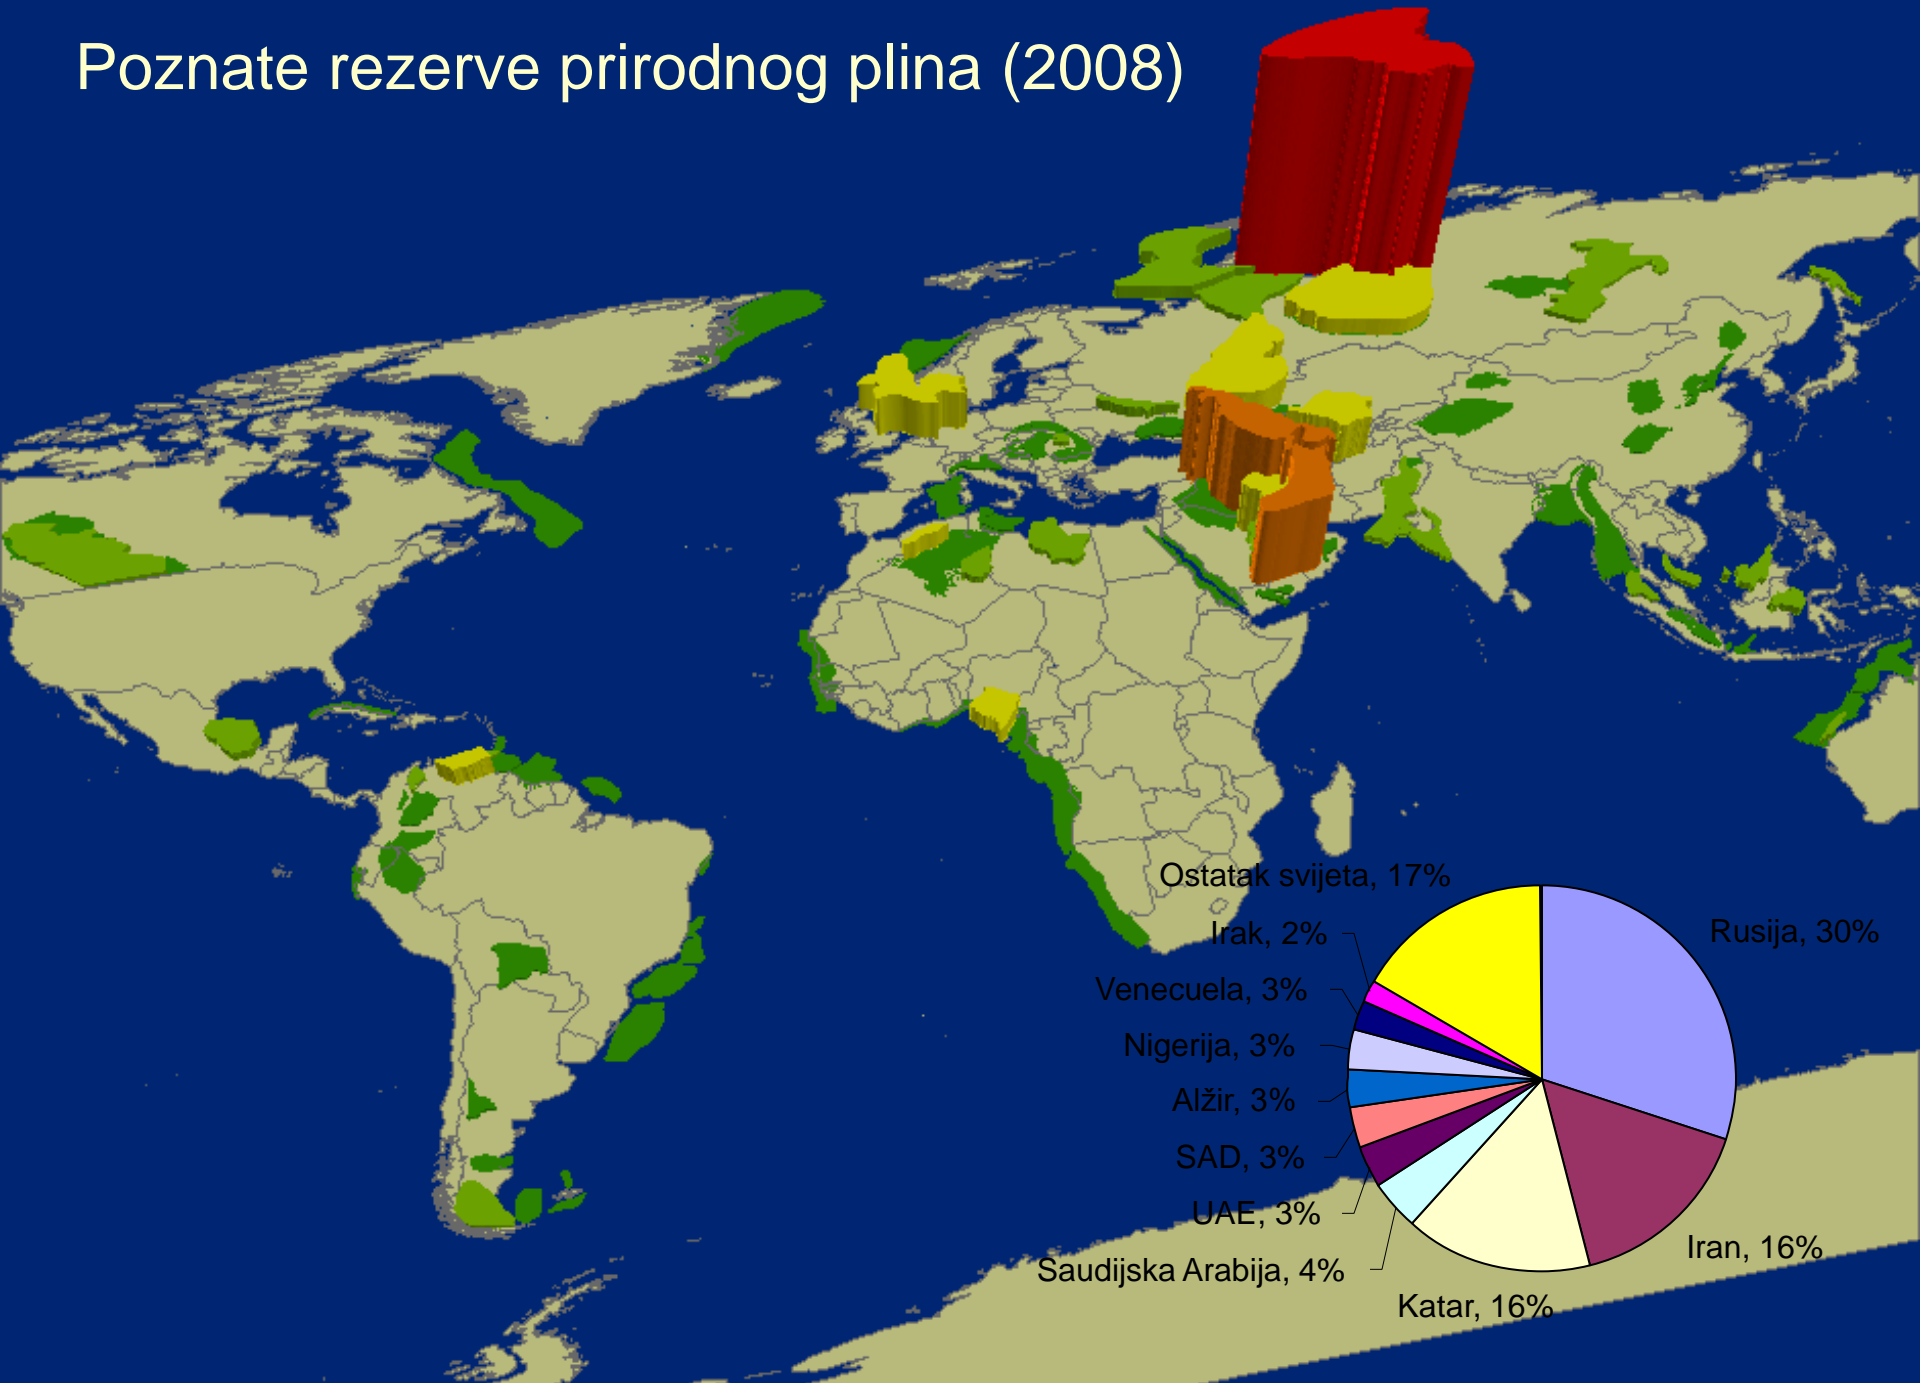 Poznate rezerve prirodnog plina (2008)
Ostatak svijeta, 17%
Rusija, 30%
Irak, 2%
Venecuela, 3%
Nigerija, 3%
Alžir, 3%
SAD, 3%
UAE, 3%
Iran, 16%
Saudijska Arabija, 4%
Katar, 16%